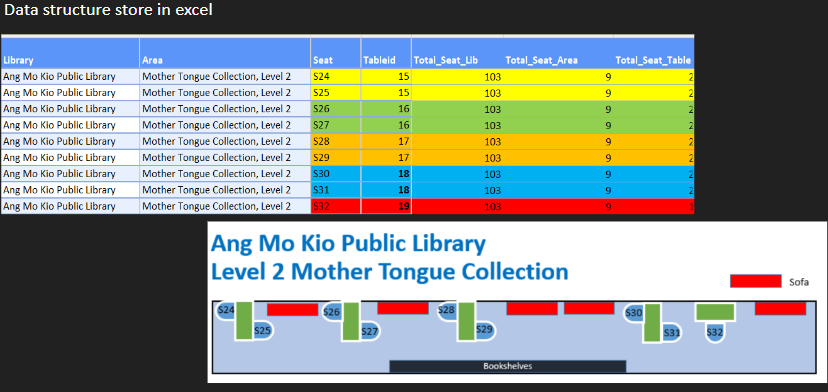 Data structure store in excel
Library Area Seat Tableid Total_Seat_Lib Total_Seat_Area Total_Seat_Table
Ang Mo Kio Public Library Mother Tongue Collection, Level 2 S24 15 103 9 2
Ang Mo Kio Public Library Mother Tongue Collection, Level 2 S25 15 103 9 2
Ang Mo Kio Public Library Mother Tongue Collection, Level 2 S26 16 103 9 2
Ang Mo Kio Public Library Mother Tongue Collection, Level 2 S27 16 103 9 2
Ang Mo Kio Public Library Mother Tongue Collection, Level 2 S28 17 103 9 2
Ang Mo Kio Public Library Mother Tongue Collection, Level 2 S29 17 103 9 2
Ang Mo Kio Public Library Mother Tongue Collection, Level 2 S30 18 103 9 2
Ang Mo Kio Public Library Mother Tongue Collection, Level 2 S31 18 103 9 2
Ang Mo Kio Public Library Mother Tongue Collection, Level 2 S32 19 103 9 1
Ang Mo Kio Public Library
Level 2 Mother Tongue Collection
Sofa
S24 S26 S28 S30
S25 S27 S29 S31 S32
Bookshelves